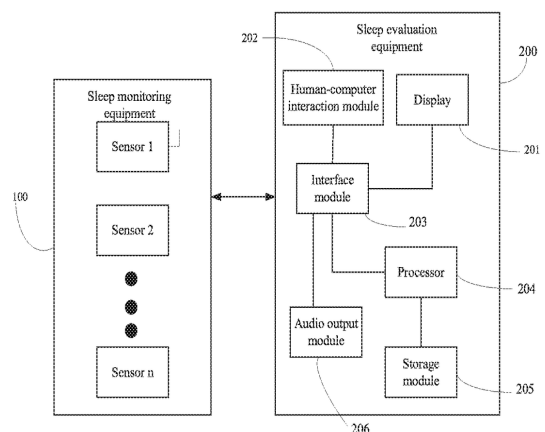 Sleep monitoring
equipment
Sensor 1
Sensor 2
Sensor n
100
Sleep evaluation
equipment
200
202
Human-computer
interaction module
Display
201
Interface
module
203
Processor
204
Audio output
module
206
Storage
module
205